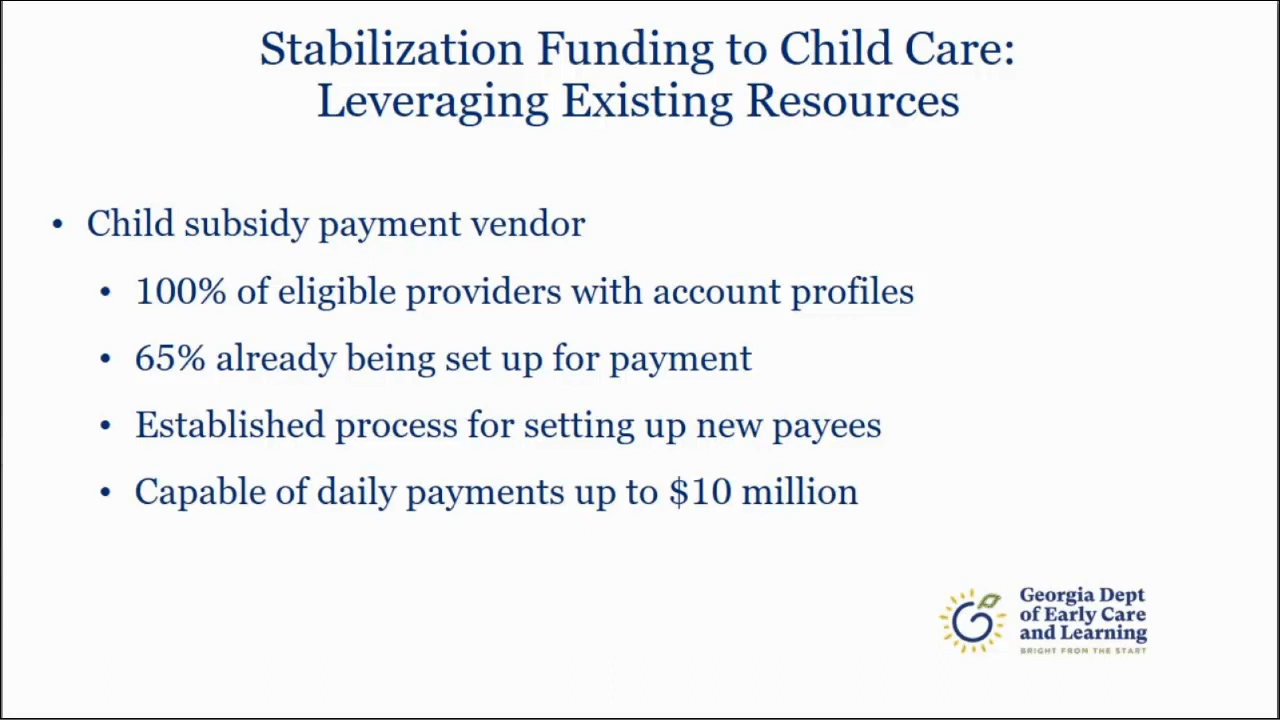 Stabilization Funding to Child Care:
Leveraging Existing Resources
• Child subsidy payment vendor
• 100% of eligible providers with account profiles
• 65% already being set up for payment
• Established process for setting up new payees
• Capable of daily payments up to $10 million
Georgia Dept
of Early Care
and Learning
BRIGHT FROM THE START